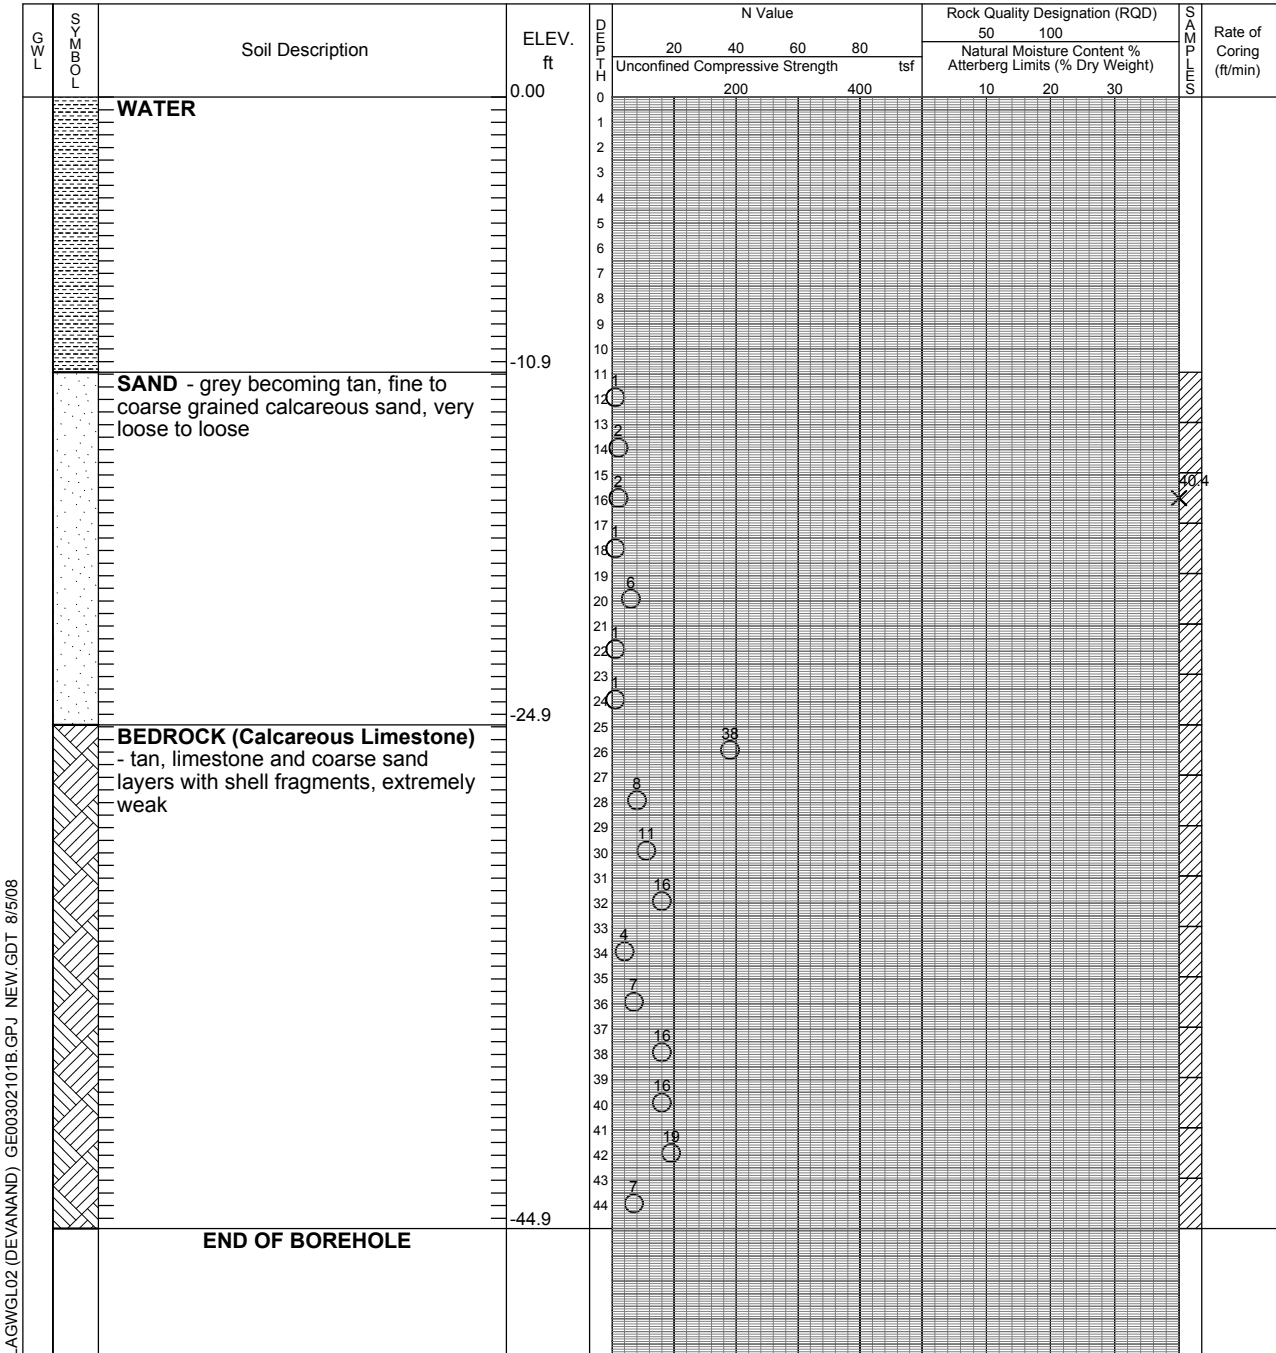 GWL
SYMBOL
Soil Description
ELEV.
ft
0.00
DEPTH
N Value
20 40 60 80
Unconfined Compressive Strength tsf
200 400
Rock Quality Designation (RQD)
50 100
Natural Moisture Content %
Atterberg Limits (% Dry Weight)
10 20 30
SAMPLES
Rate of
Coring
(ft/min)
0
WATER
1
2
3
4
5
6
7
8
9
10
-10.9
11
SAND - grey becoming tan, fine to
coarse grained calcareous sand, very
loose to loose
1
12
13
2
14
15
2
40.4
16
17
1
18
19
6
20
21
1
22
23
1
24
-24.9
25
BEDROCK (Calcareous Limestone)
- tan, limestone and coarse sand
layers with shell fragments, extremely
weak
38
26
27
8
28
29
11
30
31
16
32
33
4
34
35
7
36
37
16
38
39
16
40
41
19
42
43
7
44
-44.9
END OF BOREHOLE
LAGWGL02 (DEVANAND) GE00302101B.GPJ NEW.GDT 8/5/08